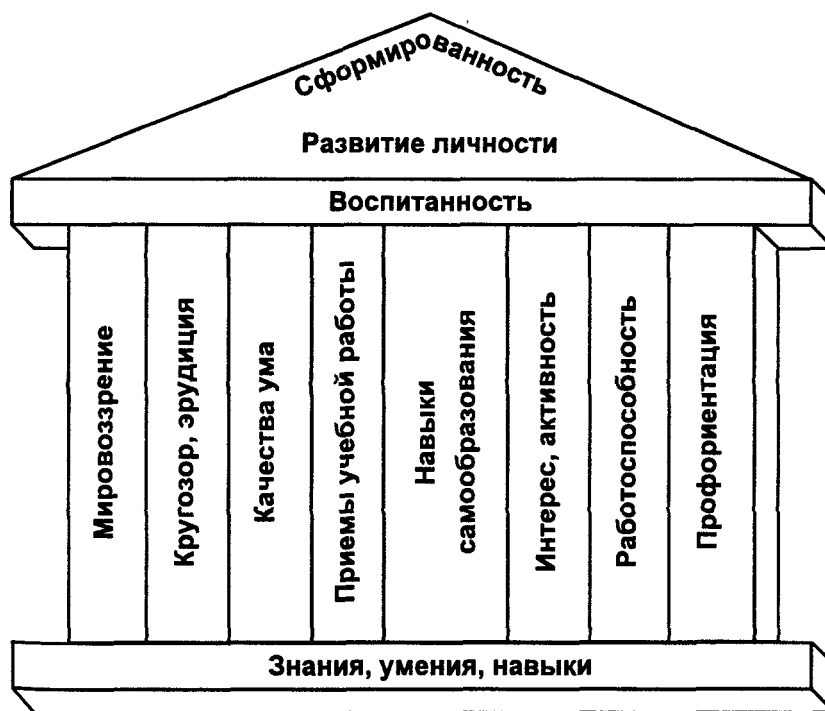 Сформированность
Развитие личности
Воспитанность
Мировоззрение
Кругозор, эрудиция
Качества ума
Приемы учебной работы
Навыки
самообразования
Интерес, активность
Работоспособность
Профориентация
Знания, умения, навыки